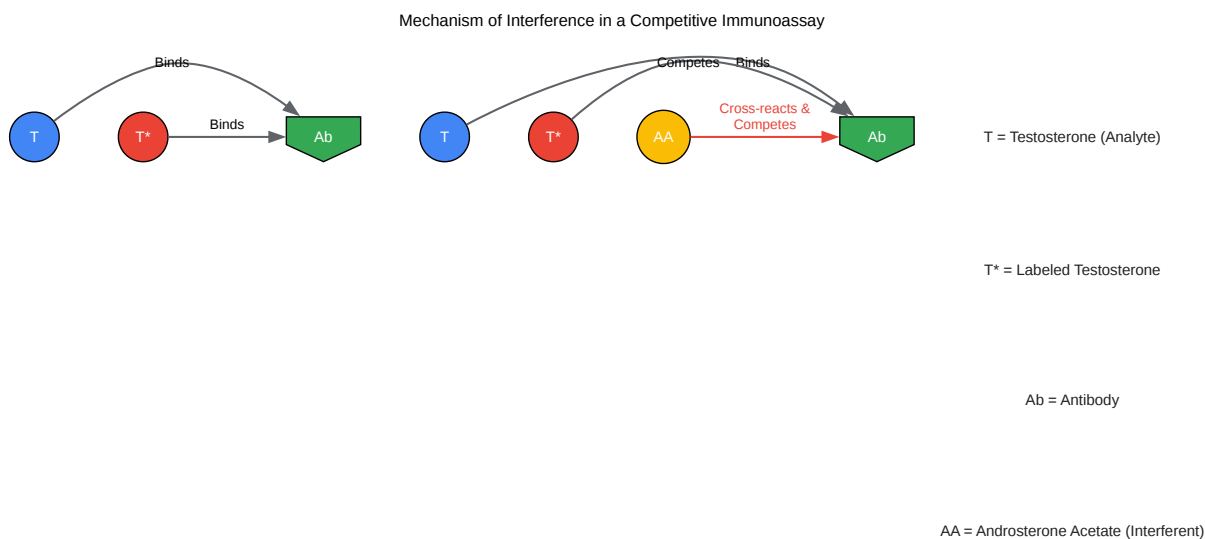 Mechanism of Interference in a Competitive Immunoassay
Binds
T
T*
Binds
Ab
Competes
Binds
T
T*
AA
Cross-reacts &
Competes
Ab
T = Testosterone (Analyte)
T* = Labeled Testosterone
Ab = Antibody
AA = Androsterone Acetate (Interferent)